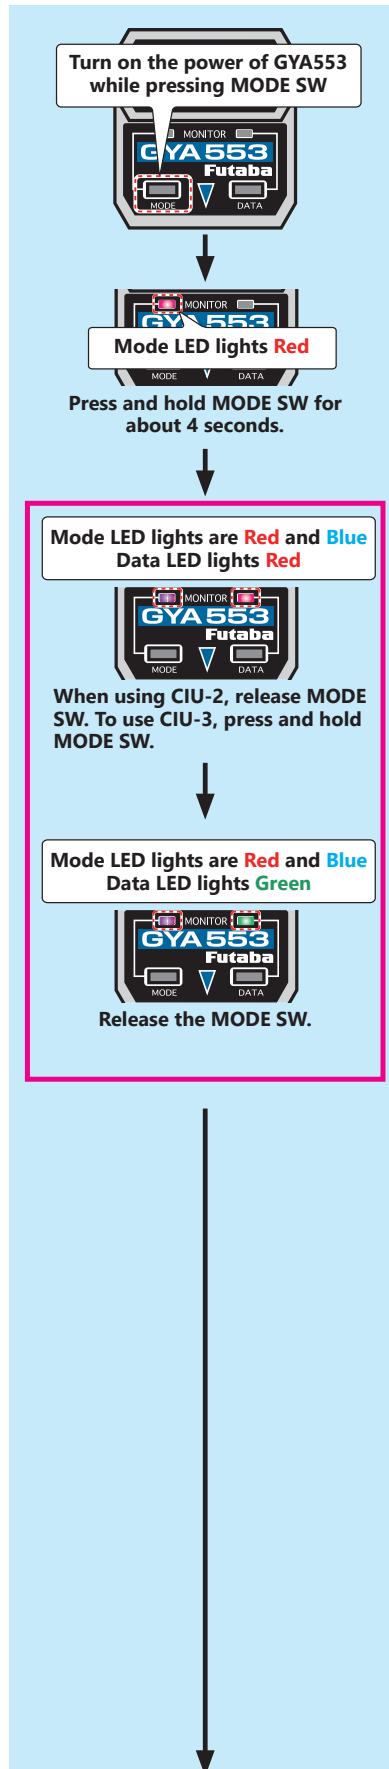 Turn on the power of GYA553
while pressing MODE SW
MONITOR
GYA553
Futaba
MODE
DATA
MONITOR
GYA553
Mode LED lights Red
MODE
DATA
Press and hold MODE SW for
about 4 seconds.
Mode LED lights are Red and Blue
Data LED lights Red
MONITOR
GYA553
Futaba
MODE
DATA
When using CIU-2, release MODE
SW. To use CIU-3, press and hold
MODE SW.
Mode LED lights are Red and Blue
Data LED lights Green
MONITOR
GYA553
Futaba
MODE
DATA
Release the MODE SW.